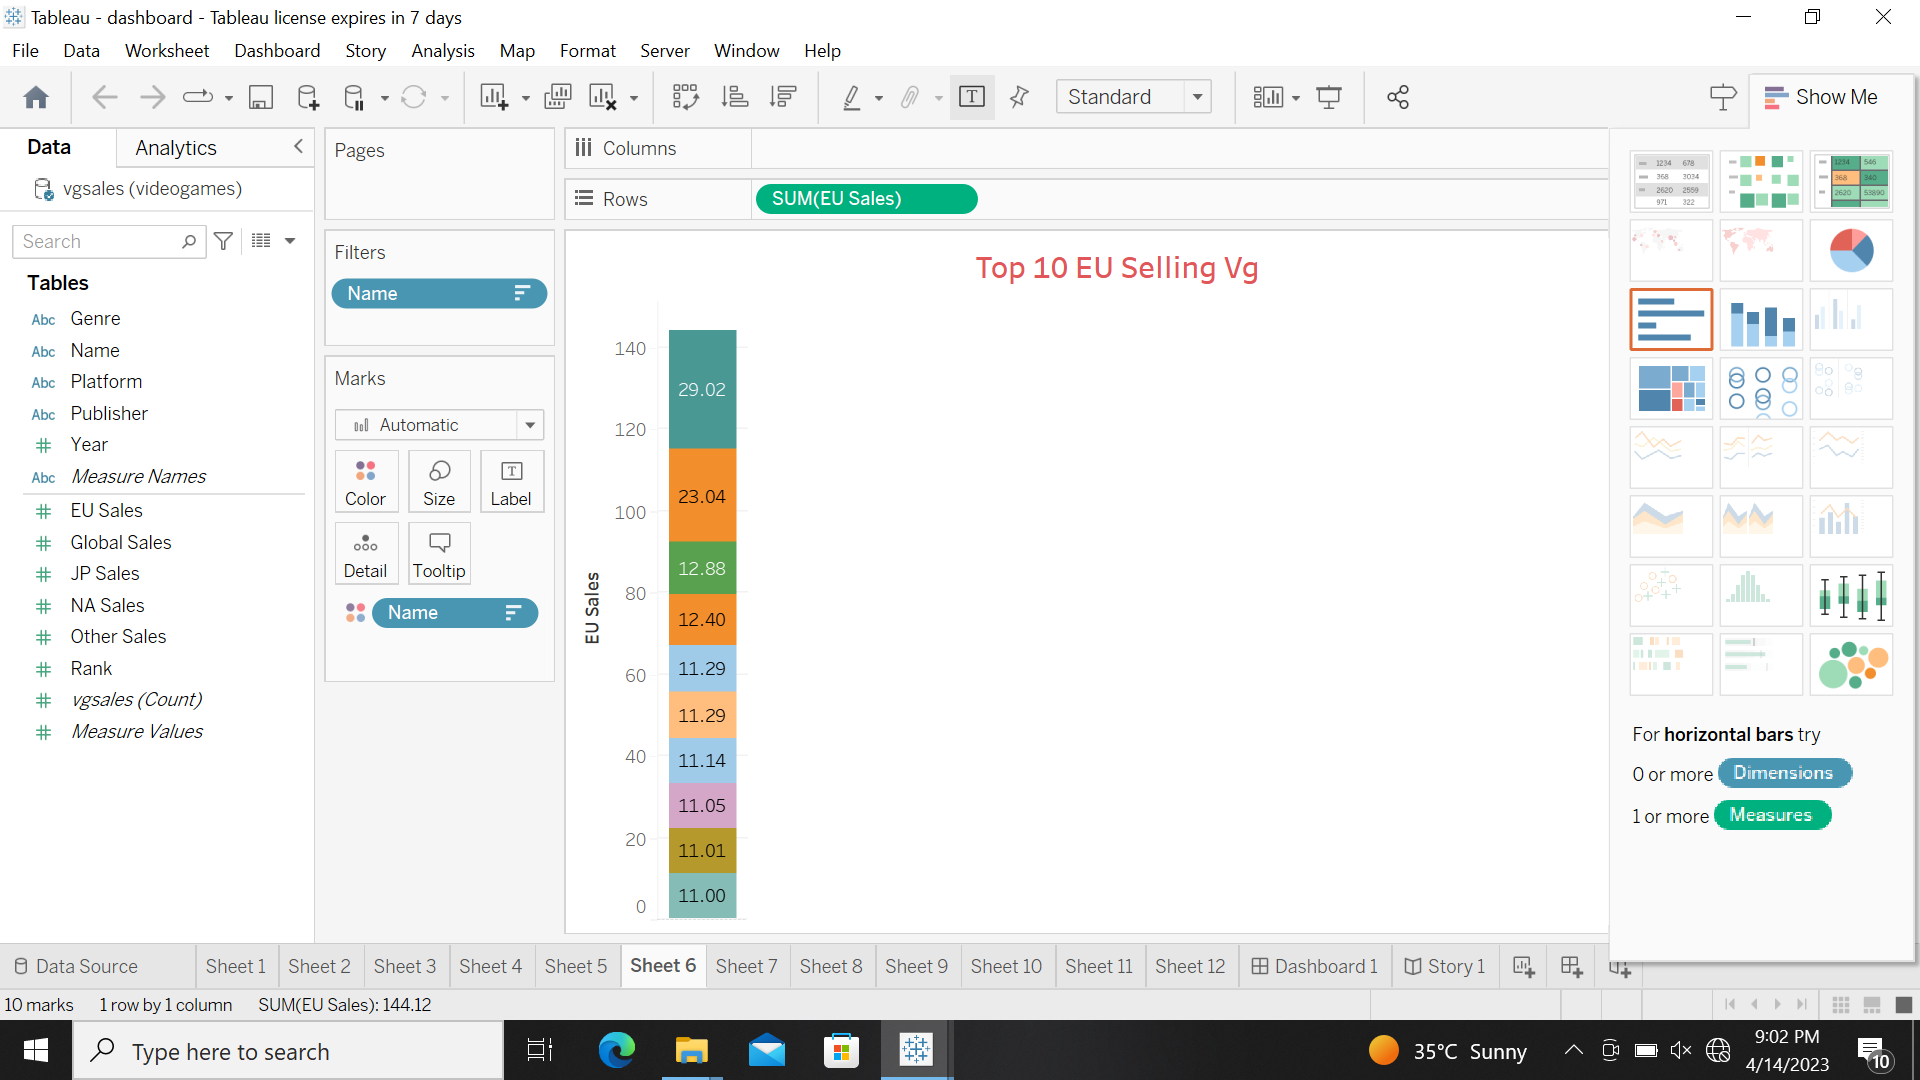 Tableau - dashboard - Tableau license expires in 7 days
File Data Worksheet Dashboard Story Analysis Map Format Server Window Help
Standard
Show Me
Data Analytics
vgsales (videogames)
Search
Tables
Abc Genre
Abc Name
Abc Platform
Abc Publisher
Year
Abc Measure Names
EU Sales
Global Sales
JP Sales
NA Sales
Other Sales
Rank
vgsales (Count)
Measure Values
Pages
Filters
Name
Marks
Automatic
Color Size Label
Detail Tooltip
Name
Columns
Rows SUM(EU Sales)
Top 10 EU Selling Vg
EU Sales
140
120
100
80
60
40
20
0
29.02
23.04
12.88
12.40
11.29
11.29
11.14
11.05
11.01
11.00
1234 678
368 3034
2620 2559
971 322
1234 546
368 340
2620 53890
For horizontal bars try
0 or more Dimensions
1 or more Measures
Data Source Sheet 1 Sheet 2 Sheet 3 Sheet 4 Sheet 5 Sheet 6 Sheet 7 Sheet 8 Sheet 9 Sheet 10 Sheet 11 Sheet 12 Dashboard 1 Story 1
10 marks 1 row by 1 column SUM(EU Sales): 144.12
Type here to search
35°C Sunny
9:02 PM
4/14/2023
10